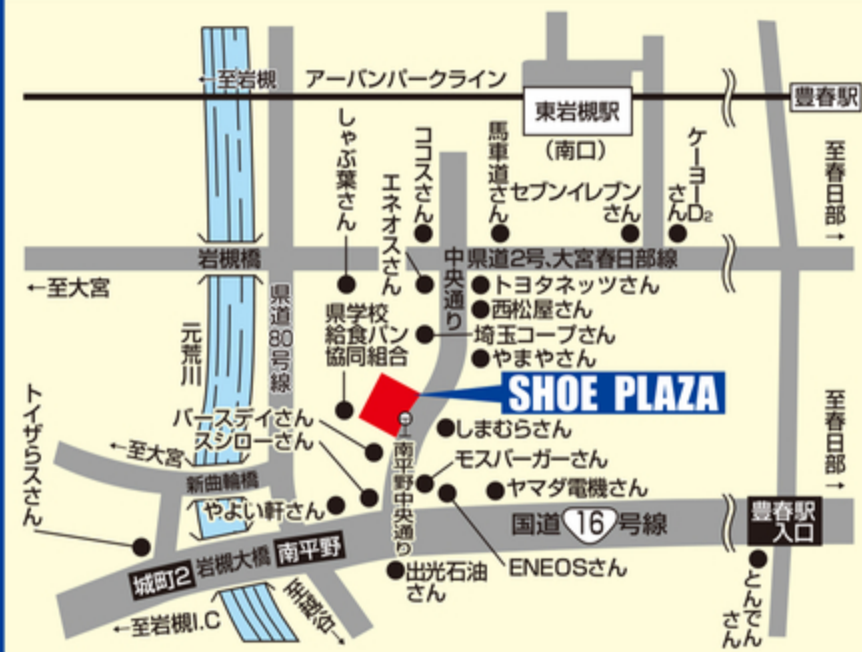 ←至岩槻
アーバンパークライン
東岩槻駅
(南口)
豊春駅
しゃぶ葉さん
ココスさん
エネオスさん
馬車道さん
セブンイレブン
さん
ケーヨーD2
さん
至春日部→
岩槻橋
中央通り
県道2号、大宮春日部線
←至大宮
県道80号線
元荒川
トヨタネッツさん
西松屋さん
埼玉コープさん
やまやさん
県学校
給食パン
協同組合
SHOE PLAZA
バースデイさん
スシローさん
しまむらさん
モスバーガーさん
ヤマダ電機さん
至春日部→
トイザらスさん
←至大宮
新曲輪橋
やよい軒さん
南平野中央通り
国道16号線
豊春駅
入口
城町2
岩槻大橋
南平野
出光石油
さん
ENEOSさん
とんでん
さん
←至岩槻I.C
至越谷→